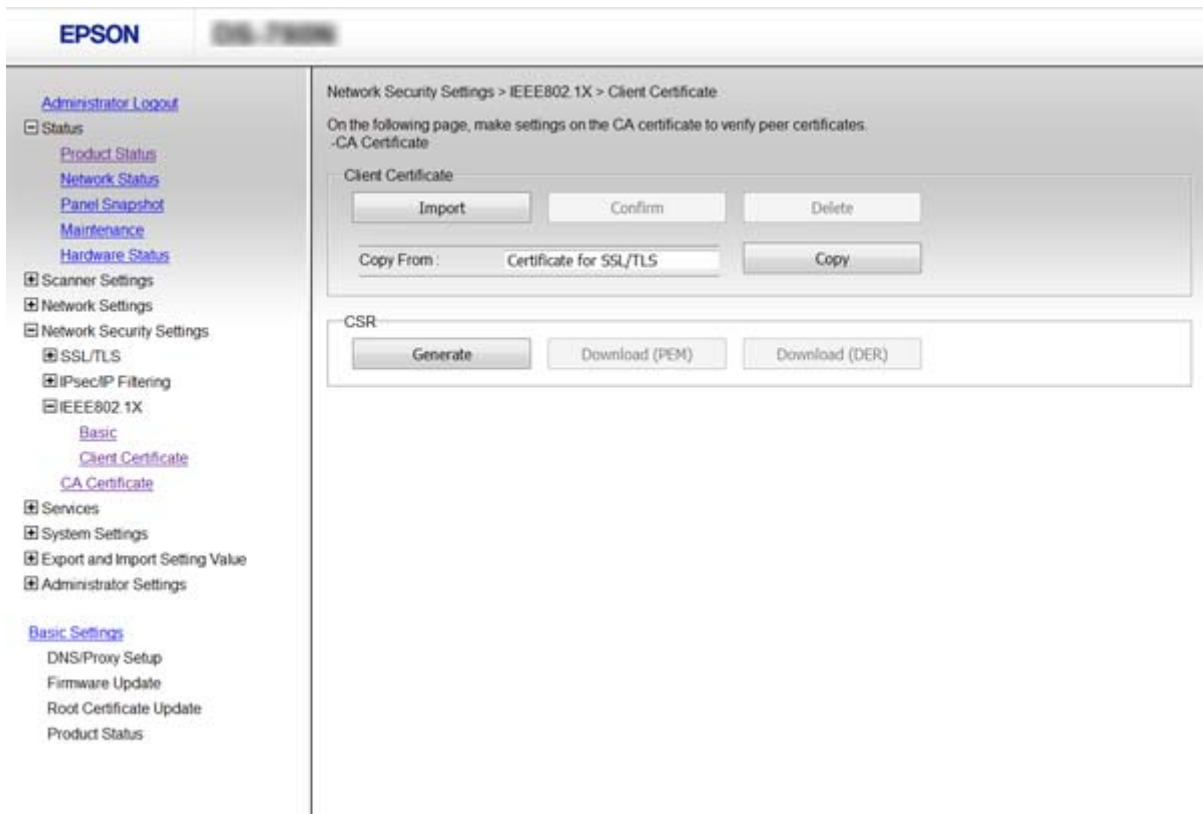 EPSON
Administrator Logout
Status
Product Status
Network Status
Panel Snapshot
Maintenance
Hardware Status
Scanner Settings
Network Settings
Network Security Settings
SSL/TLS
IPsec/IP Filtering
IEEE802.1X
Basic
Client Certificate
CA Certificate
Services
System Settings
Export and Import Setting Value
Administrator Settings
Basic Settings
DNS/Proxy Setup
Firmware Update
Root Certificate Update
Product Status
Network Security Settings > IEEE802.1X > Client Certificate
On the following page, make settings on the CA certificate to verify peer certificates.
-CA Certificate
Client Certificate
Import Confirm Delete
Copy From : Certificate for SSL/TLS Copy
CSR
Generate Download (PEM) Download (DER)